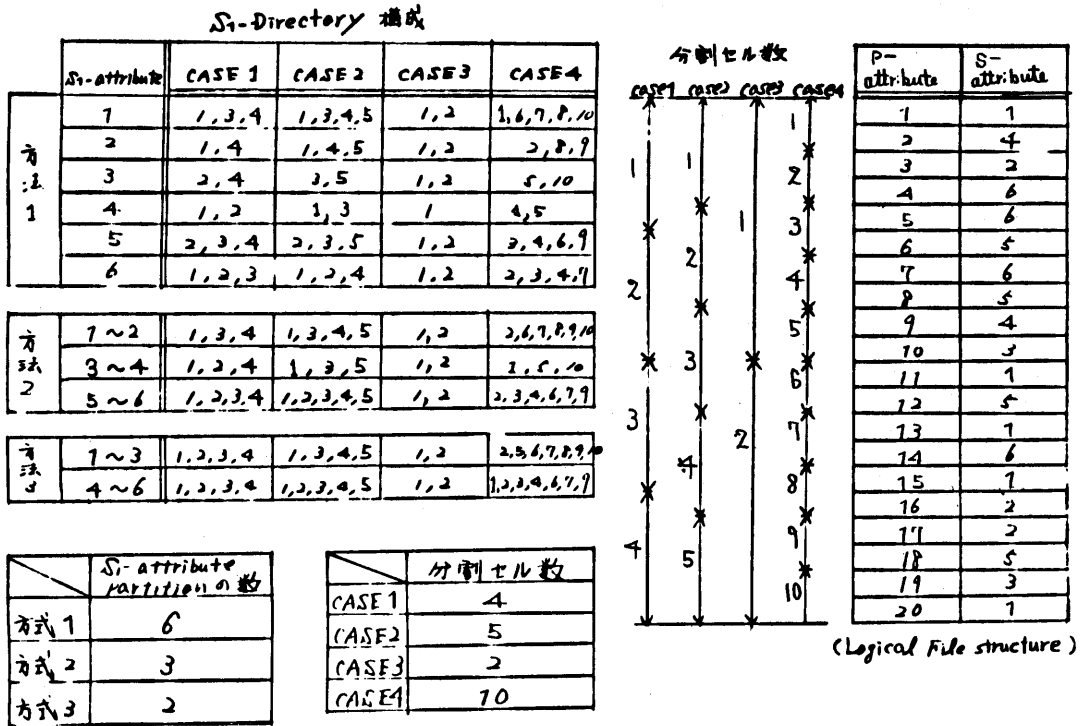 S1-Directory 構成
S1-attribute CASE 1 CASE 2 CASE 3 CASE 4
方法1
1 1,3,4 1,3,4,5 1,2 1,6,7,8,10
2 1,4 1,4,5 1,2 2,8,9
3 2,4 3,5 1,2 5,10
4 1,2 1,3 1 1,5
5 2,3,4 2,3,5 1,2 3,4,6,9
6 1,2,3 1,2,4 1,2 2,3,4,7
方法2
1~2 1,3,4 1,3,4,5 1,2 2,6,7,8,9,10
3~4 1,2,4 1,3,5 1,2 1,5,10
5~6 1,2,3,4 1,2,3,4,5 1,2 2,3,4,6,7,9
方法3
1~3 1,2,3,4 1,3,4,5 1,2 2,5,6,7,8,9,10
4~6 1,2,3,4 1,2,3,4,5 1,2 1,2,3,4,6,7,9
S1-attribute partitionの数
方式1 6
方式2 3
方式3 2
分割セル数
CASE1 4
CASE2 5
CASE3 2
CASE4 10
分割セル数
case1 case2 case3 case4
1 2 3 4
1 2 3 4 5
1 2
1 2 3 4 5 6 7 8 9 10
P-attribute S-attribute
1 1
2 4
3 2
4 6
5 6
6 5
7 6
8 5
9 4
10 3
11 1
12 5
13 1
14 6
15 1
16 2
17 2
18 5
19 3
20 1
(Logical File structure)